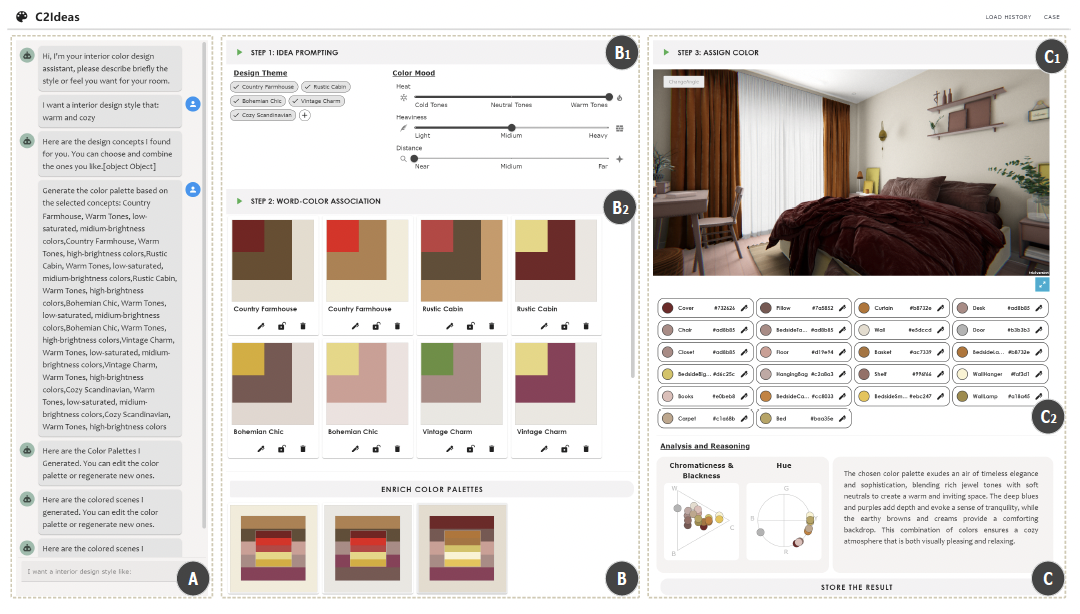 C2Ideas
LOAD HISTORY
CASE
Hi, I'm your interior color design
assistant, please describe briefly the
style or feel you want for your room.
I want a interior design style that:
warm and cozy
Here are the design concepts I found
for you. You can choose and combine
the ones you like.[object Object]
Generate the color palette based on
the selected concepts: Country
Farmhouse, Warm Tones, low-
saturated, midium-brightness
colors,Country Farmhouse, Warm
Tones, high-brightness colors,Rustic
Cabin, Warm Tones, low-saturated,
midium-brightness colors,Rustic Cabin,
Warm Tones, high-brightness
colors,Bohemian Chic, Warm Tones,
low-saturated, midium-brightness
colors,Bohemian Chic, Warm Tones,
high-brightness colors,Vintage Charm,
Warm Tones, low-saturated, midium-
brightness colors,Vintage Charm,
Warm Tones, high-brightness
colors,Cozy Scandinavian, Warm
Tones, low-saturated, midium-
brightness colors,Cozy Scandinavian,
Warm Tones, high-brightness colors
Here are the Color Palettes I
Generated. You can edit the color
palette or regenerate new ones.
Here are the colored scenes I
generated. You can edit the color
palette or regenerate new ones.
Here are the colored scenes I
I want a interior design style like:
A
STEP 1: IDEA PROMPTING
B1
Design Theme
Country Farmhouse
Rustic Cabin
Bohemian Chic
Vintage Charm
Cozy Scandinavian
Color Mood
Heat
Cold Tones Neutral Tones Warm Tones
Heaviness
Light Midium Heavy
Distance
Near Midium Far
STEP 2: WORD-COLOR ASSOCIATION
B2
Country Farmhouse
Country Farmhouse
Rustic Cabin
Rustic Cabin
Bohemian Chic
Bohemian Chic
Vintage Charm
Vintage Charm
ENRICH COLOR PALETTES
B
STEP 3: ASSIGN COLOR
C1
Cover #732626
Pillow #7a5852
Curtain #b8732e
Desk #ad8b85
Chair #ad8b85
BedsideTa... #ad8b85
Wall #e5dccd
Door #b3b3b3
Closet #ad8b85
Floor #d19e94
Basket #ac7339
BedsideLa... #b8732e
BedsideBig... #d6c25c
HangingBag #c2a8a3
Shelf #996f66
WallHanger #faf3d1
Books #e0beb8
BedsideCa... #cc8033
BedsideSm... #ebc247
WallLamp #a18a45
Carpet #c1a68b
Bed #baa35e
C2
Analysis and Reasoning
Chromaticness &
Blackness
W
C
B
Hue
G
B
Y
R
The chosen color palette exudes an air of timeless elegance
and sophistication, blending rich jewel tones with soft
neutrals to create a warm and inviting space. The deep blues
and purples add depth and evoke a sense of tranquility, while
the earthy browns and creams provide a comforting
backdrop. This combination of colors ensures a cozy
atmosphere that is both visually pleasing and relaxing.
STORE THE RESULT
C